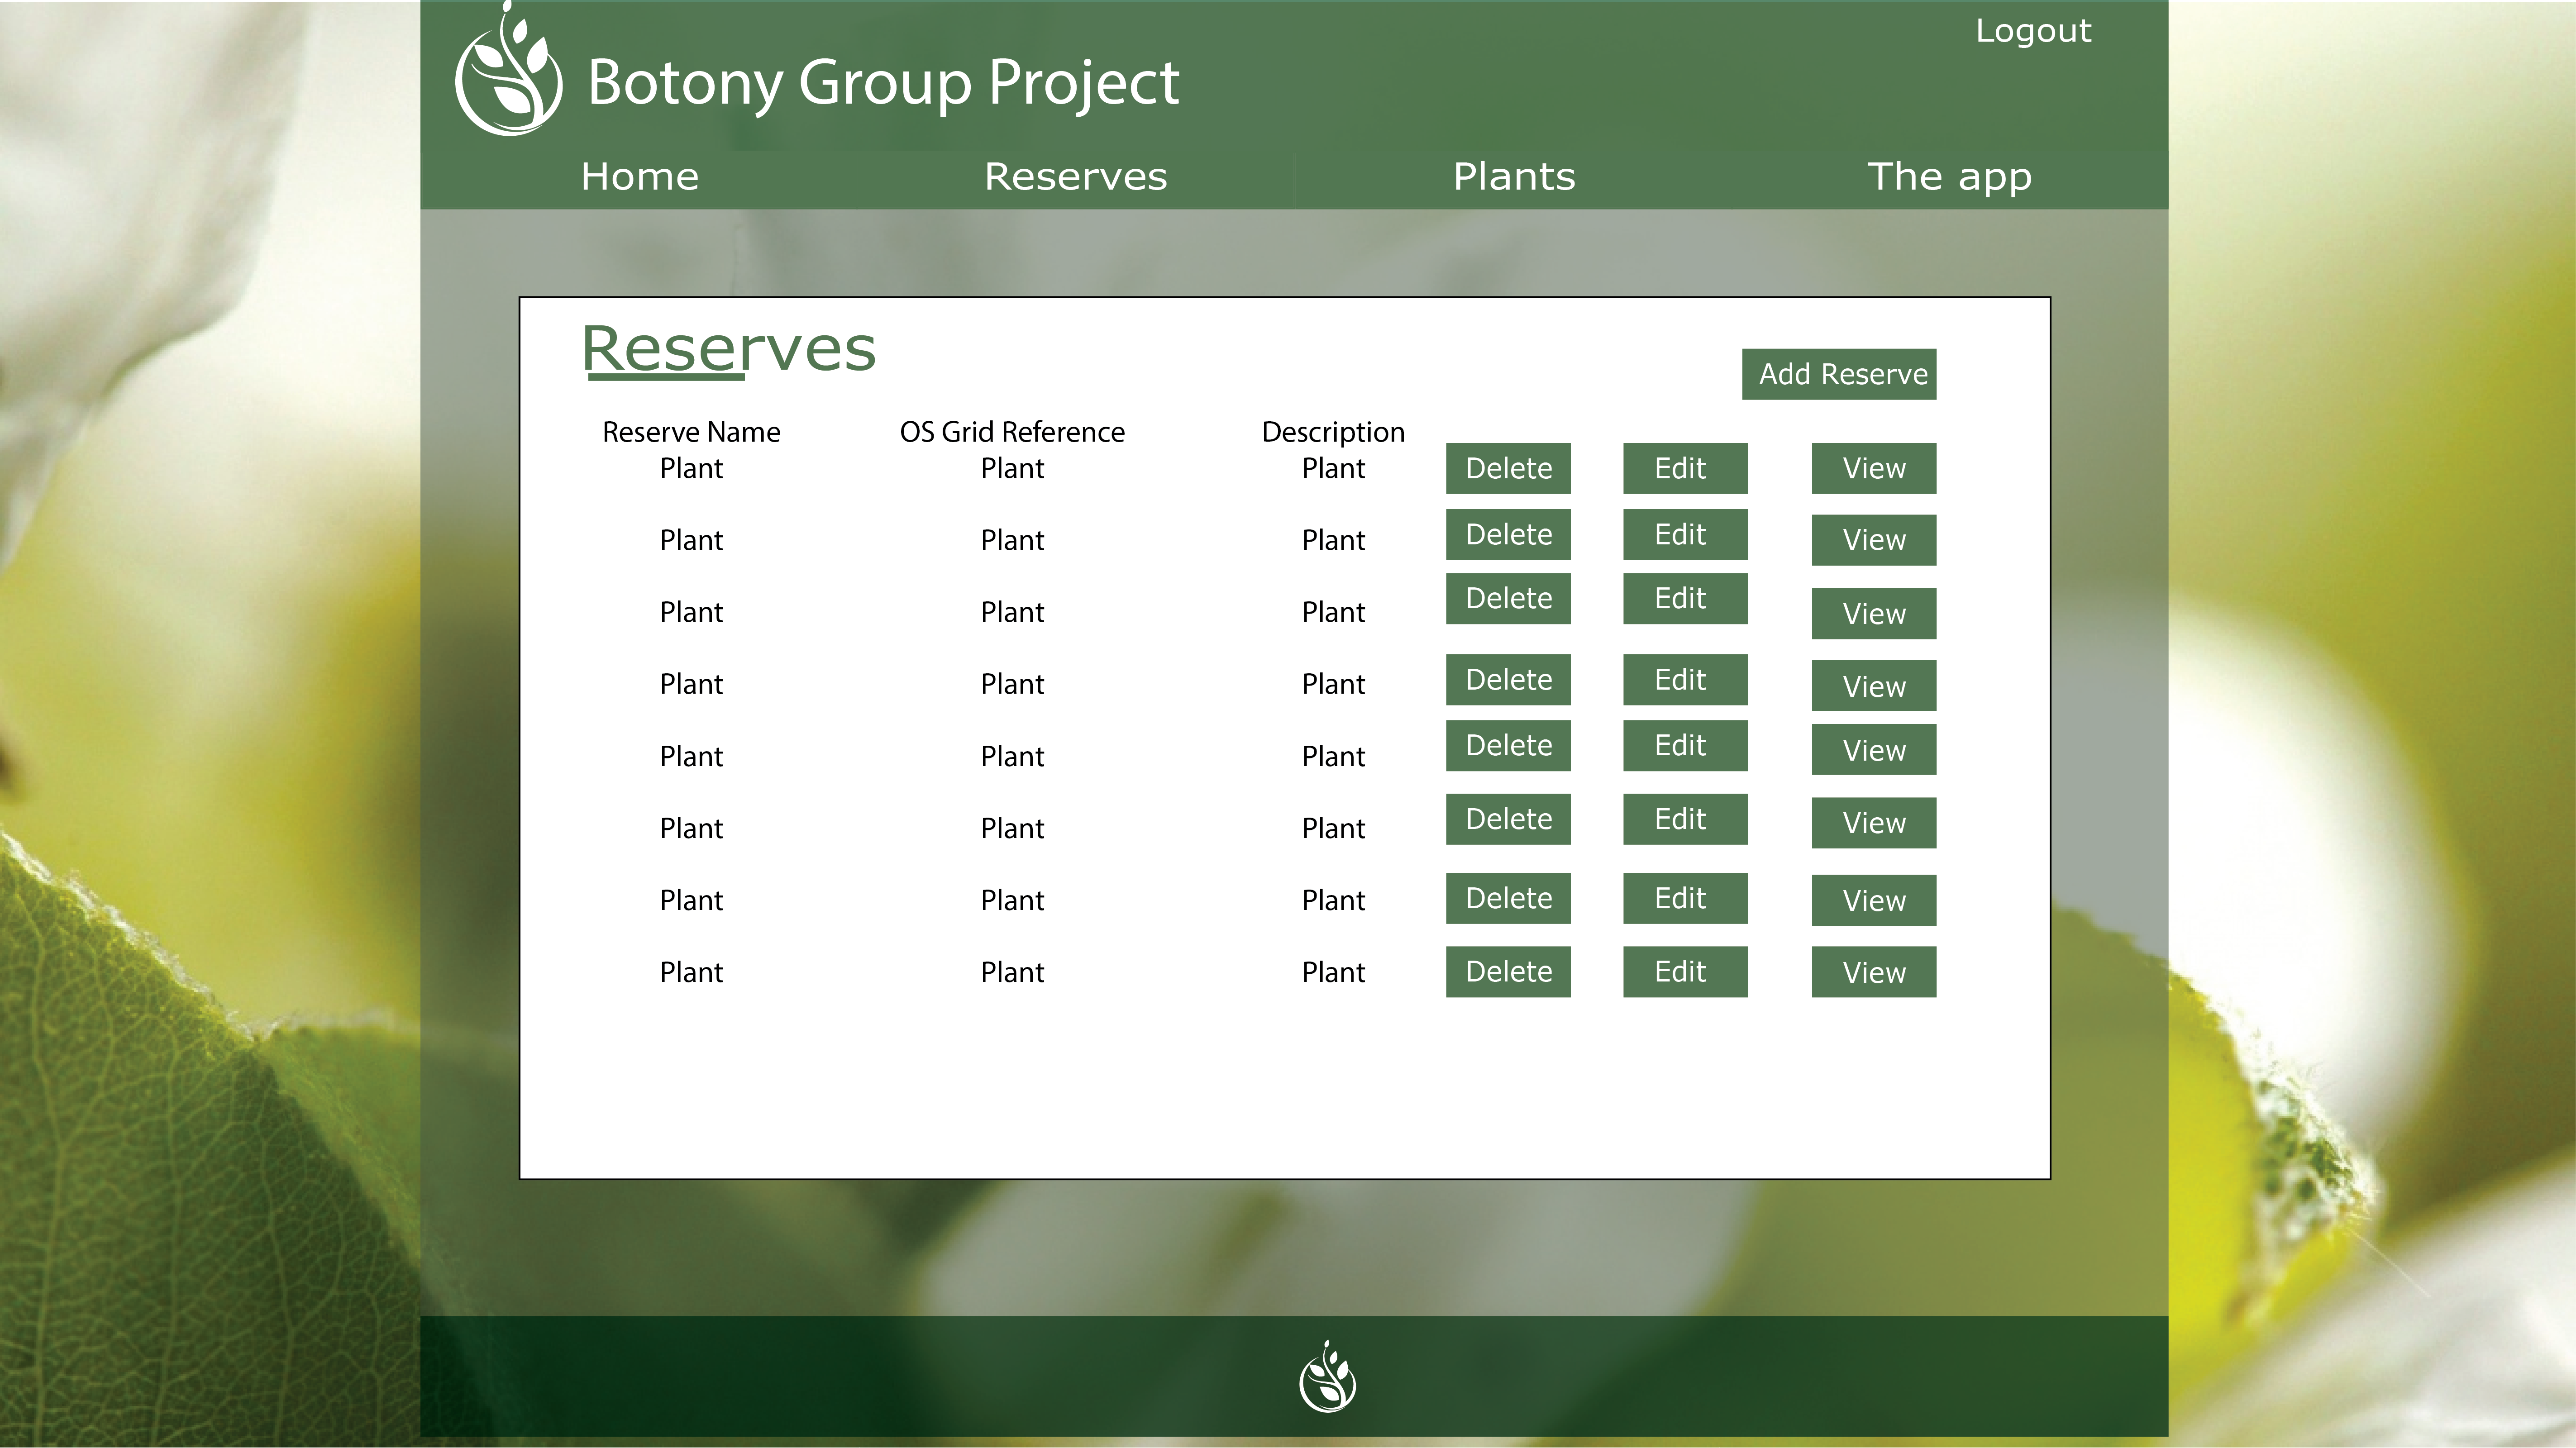 Logout
Botony Group Project
Home Reserves Plants The app
Reserves
Add Reserve
Reserve Name OS Grid Reference Description
Plant Plant Plant Delete Edit View
Plant Plant Plant Delete Edit View
Plant Plant Plant Delete Edit View
Plant Plant Plant Delete Edit View
Plant Plant Plant Delete Edit View
Plant Plant Plant Delete Edit View
Plant Plant Plant Delete Edit View
Plant Plant Plant Delete Edit View